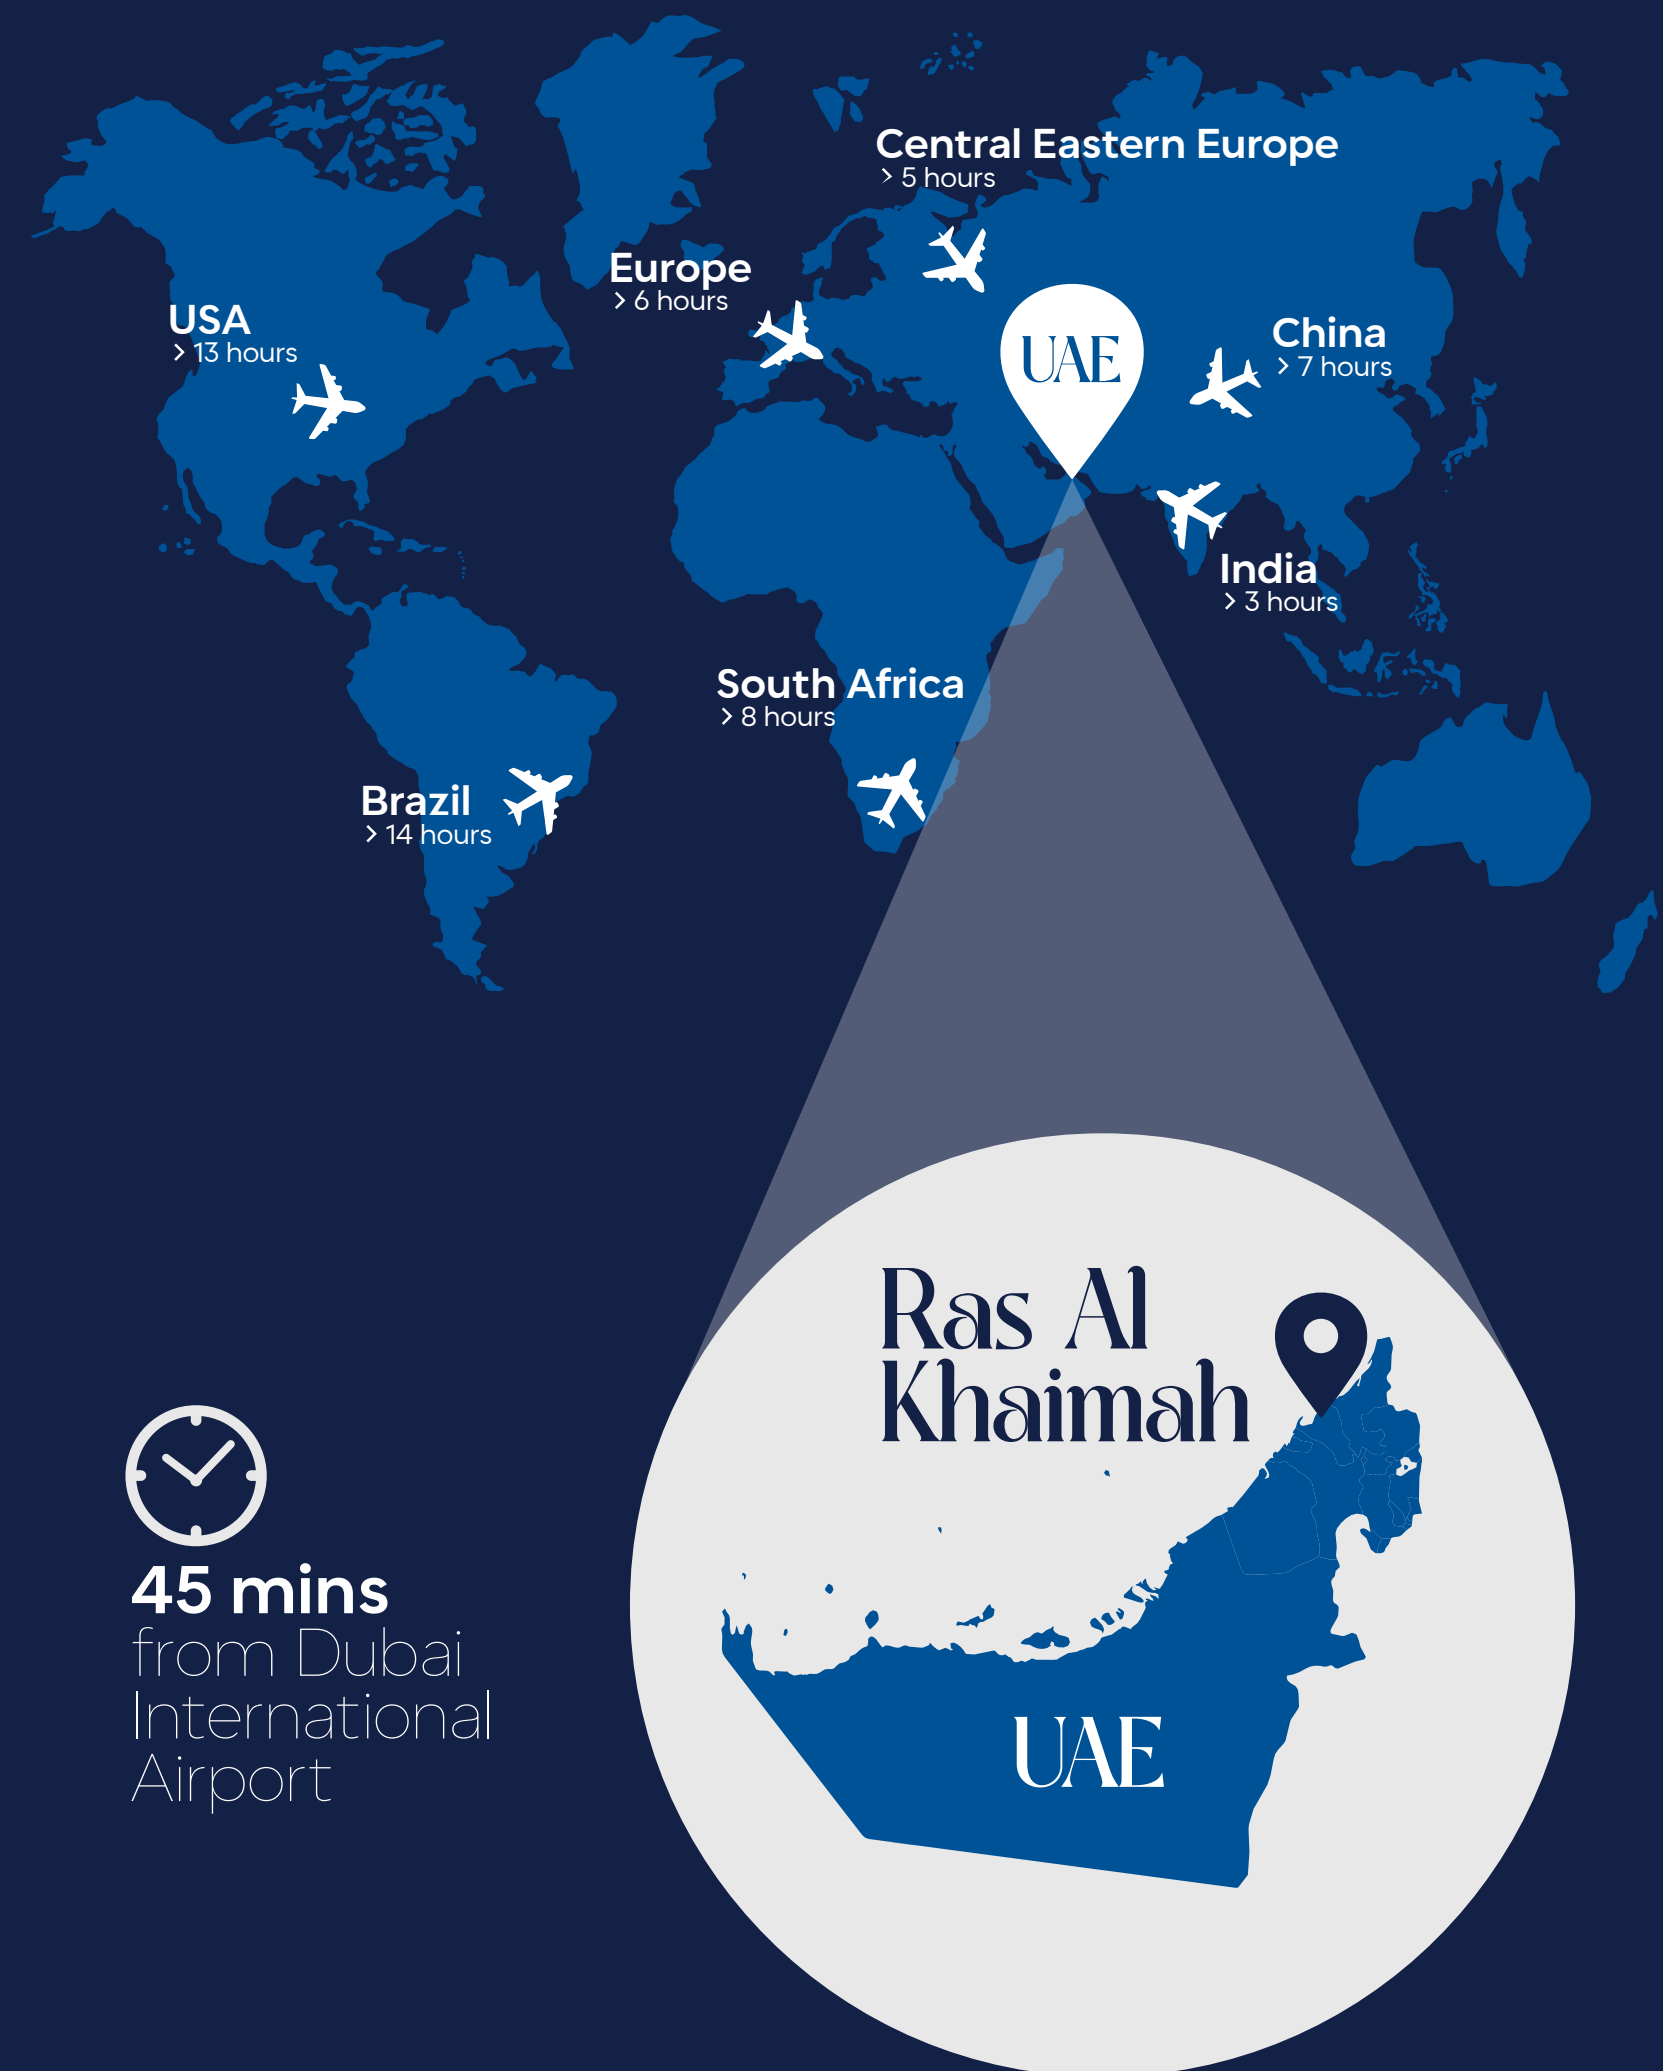 Central Eastern Europe
> 5 hours
Europe
> 6 hours
USA
> 13 hours
UAE
China
> 7 hours
India
> 3 hours
South Africa
> 8 hours
Brazil
> 14 hours
Ras Al
Khaimah
45 mins
from Dubai
International
Airport
UAE